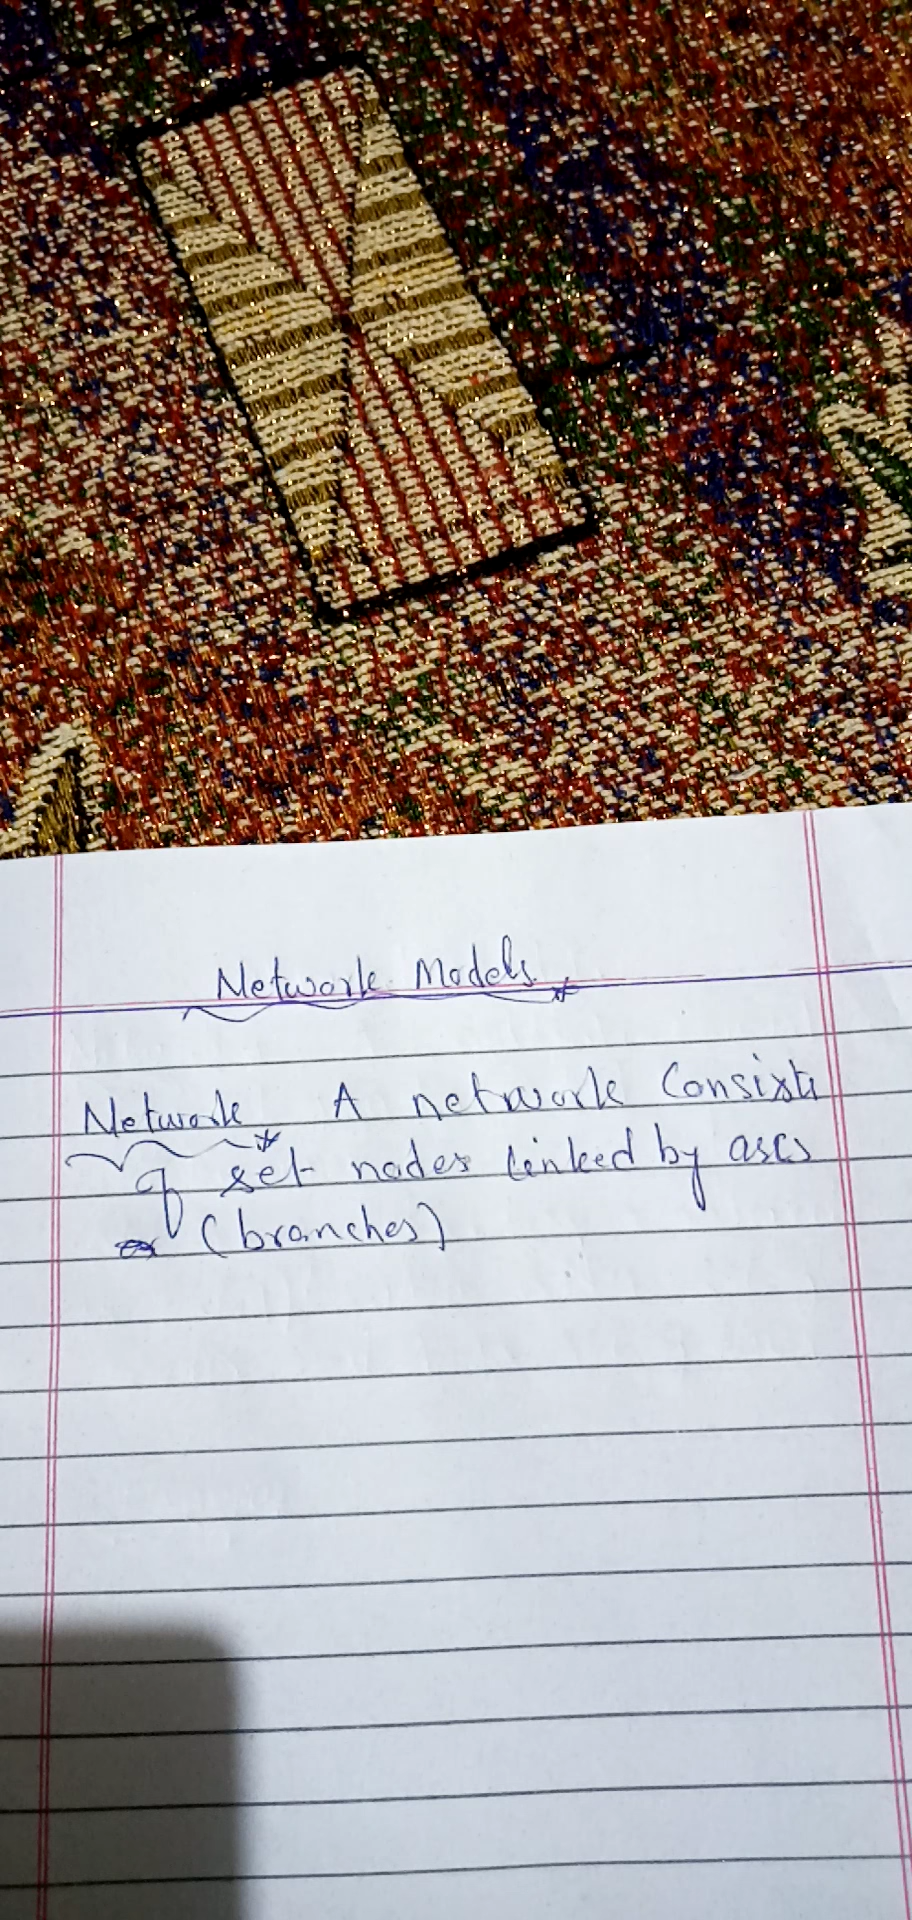 Network Models
Network A network Consists
of set nodes linked by arcs
(branches)